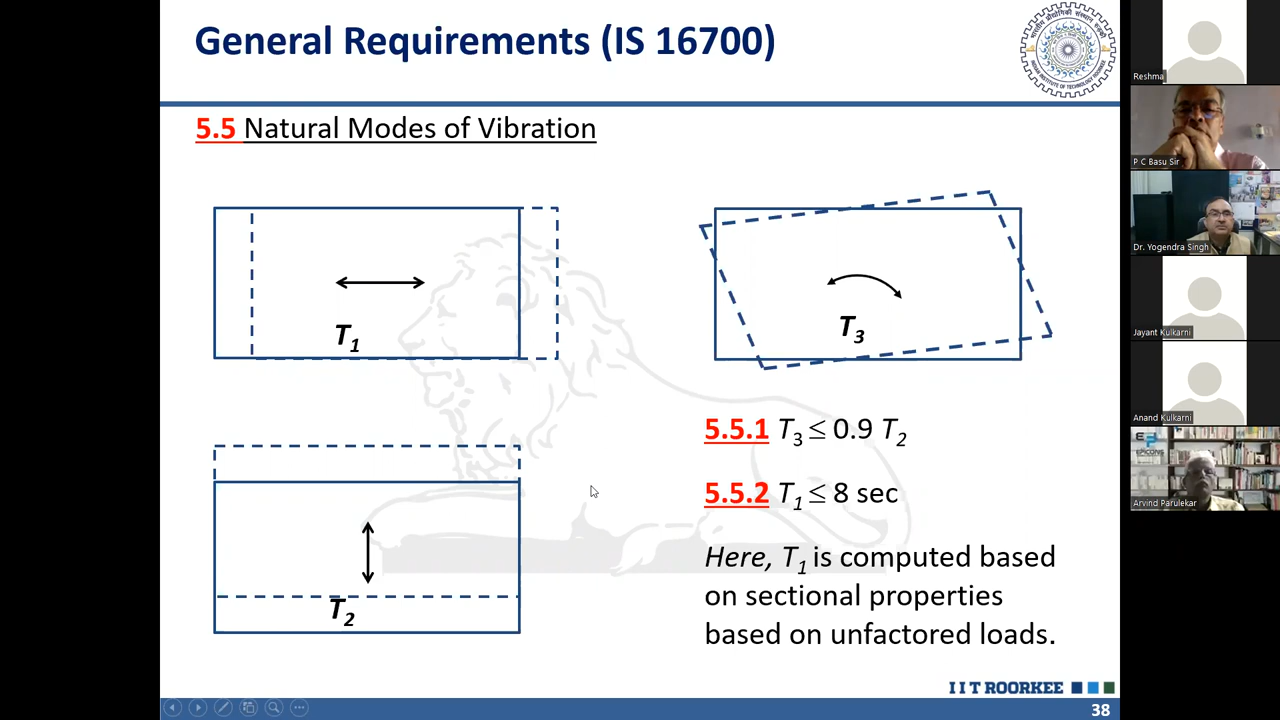 General Requirements (IS 16700)
5.5 Natural Modes of Vibration
T1
T3
T2
5.5.1 T3 ≤ 0.9 T2
5.5.2 T1 ≤ 8 sec
Here, T1 is computed based
on sectional properties
based on unfactored loads.
IIT ROORKEE
38
Reshma
P C Basu Sir
Dr. Yogendra Singh
Jayant Kulkarni
Anand Kulkarni
Arvind Parulekar